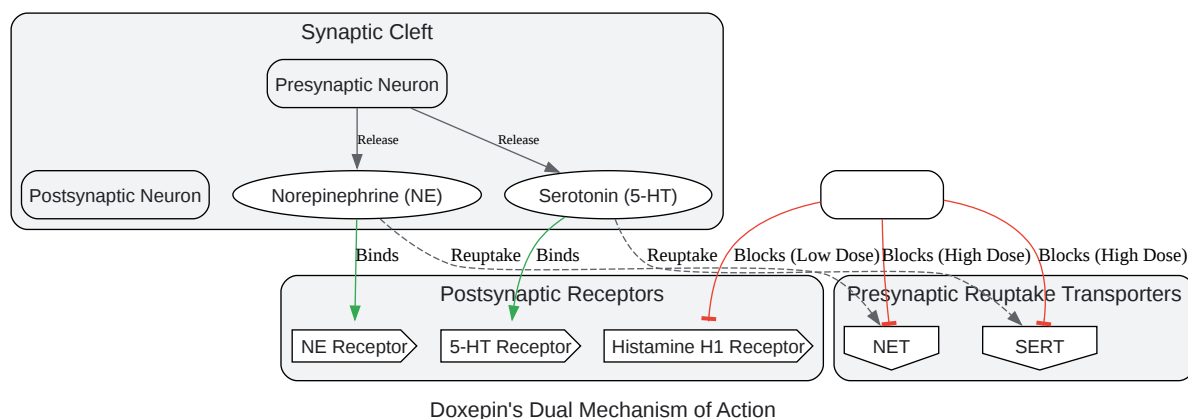 Synaptic Cleft
Presynaptic Neuron
Release
Release
Postsynaptic Neuron
Norepinephrine (NE)
Serotonin (5-HT)
Binds
Reuptake
Binds
Reuptake
Blocks (Low Dose)
Blocks (High Dose)
Blocks (High Dose)
Postsynaptic Receptors
Presynaptic Reuptake Transporters
NE Receptor
5-HT Receptor
Histamine H1 Receptor
NET
SERT
Doxepin's Dual Mechanism of Action